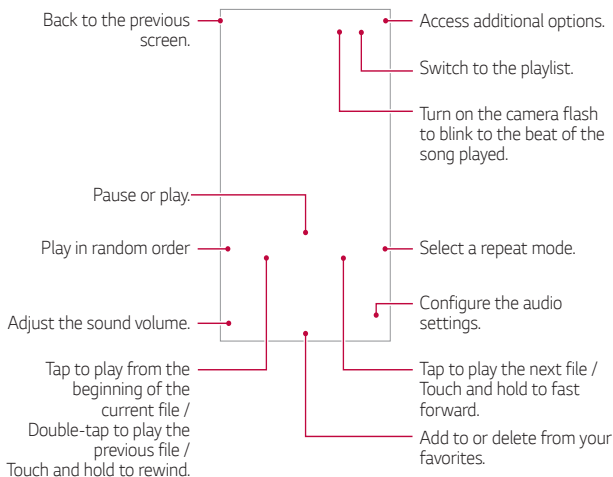 Back to the previous
screen.
Pause or play.
Play in random order
Adjust the sound volume.
Tap to play from the
beginning of the
current file /
Double-tap to play the
previous file /
Touch and hold to rewind.
Access additional options.
Switch to the playlist.
Turn on the camera flash
to blink to the beat of the
song played.
Select a repeat mode.
Configure the audio
settings.
Tap to play the next file /
Touch and hold to fast
forward.
Add to or delete from your
favorites.